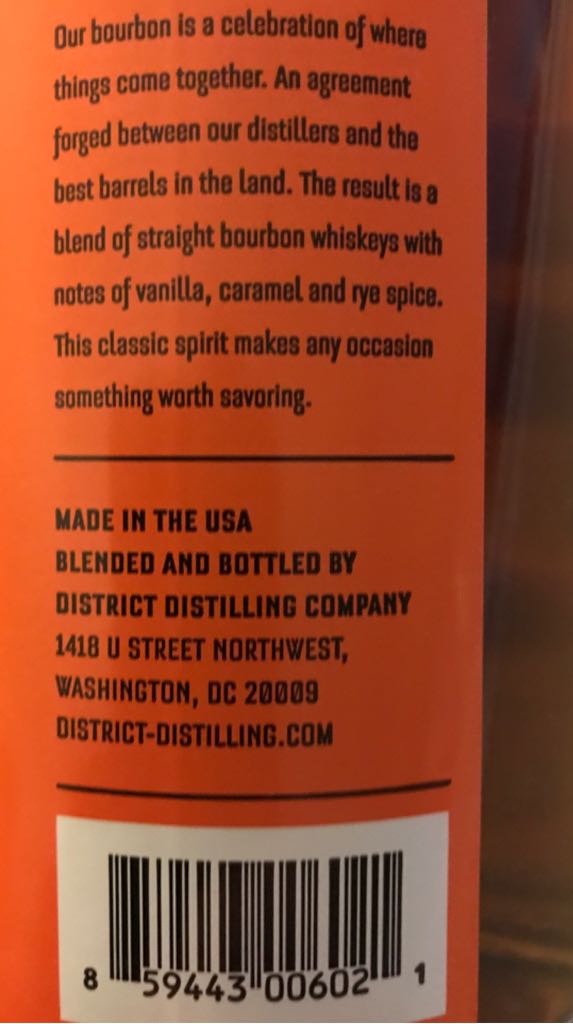 Our bourbon is a celebration of where
things come together. An agreement
forged between our distillers and the
best barrels in the land. The result is a
blend of straight bourbon whiskeys with
notes of vanilla, caramel and rye spice.
This classic spirit makes any occasion
something worth savoring.
MADE IN THE USA
BLENDED AND BOTTLED BY
DISTRICT DISTILLING COMPANY
1418 U STREET NORTHWEST,
WASHINGTON, DC 20009
DISTRICT-DISTILLING.COM
8 59443 00602 1